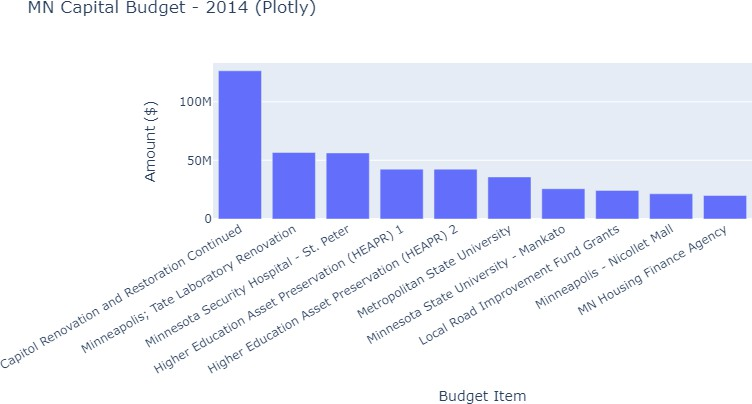 MN Capital Budget - 2014 (Plotly)
Amount ($)
100M
50M
0
Capitol Renovation and Restoration Continued
Minneapolis; Tate Laboratory Renovation
Minnesota Security Hospital - St. Peter
Higher Education Asset Preservation (HEAPR) 1
Higher Education Asset Preservation (HEAPR) 2
Metropolitan State University
Minnesota State University - Mankato
Local Road Improvement Fund Grants
Minneapolis - Nicollet Mall
MN Housing Finance Agency
Budget Item